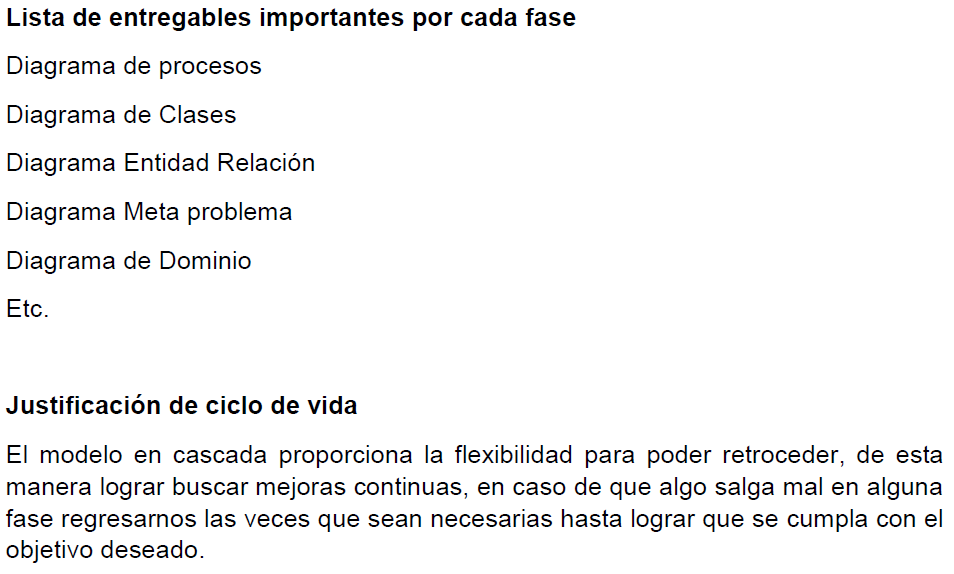 Lista de entregables importantes por cada fase
Diagrama de procesos
Diagrama de Clases
Diagrama Entidad Relación
Diagrama Meta problema
Diagrama de Dominio
Etc.
Justificación de ciclo de vida
El modelo en cascada proporciona la flexibilidad para poder retroceder, de esta
manera lograr buscar mejoras continuas, en caso de que algo salga mal en alguna
fase regresarnos las veces que sean necesarias hasta lograr que se cumpla con el
objetivo deseado.